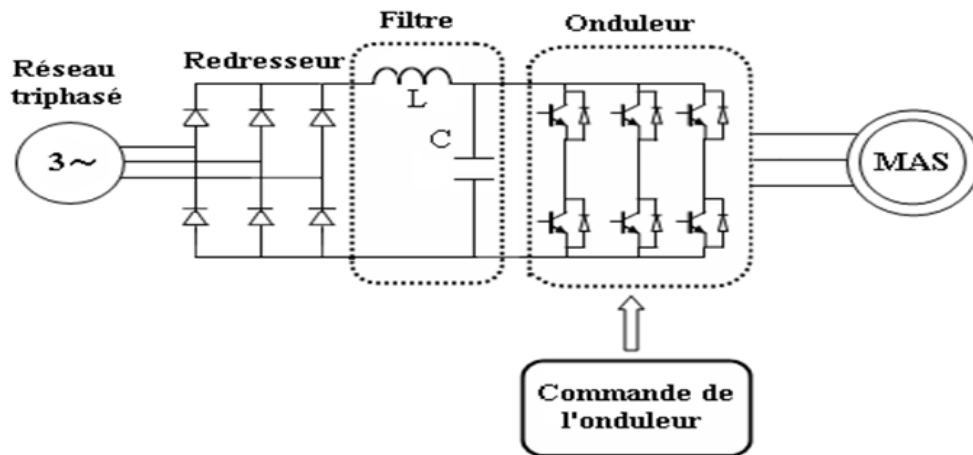 Filtre
Onduleur
Redresseur
Réseau
triphasé
L
C
3~
MAS
Commande de
l'onduleur